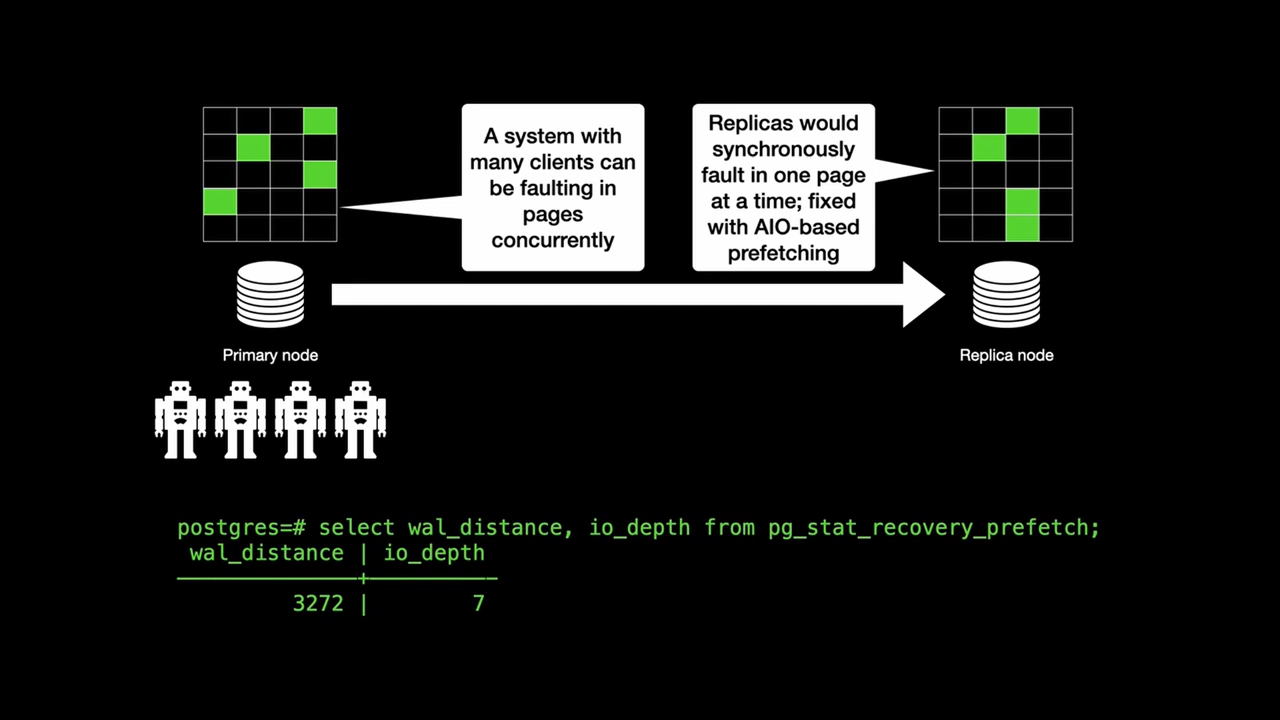 A system with
many clients can
be faulting in
pages
concurrently
Replicas would
synchronously
fault in one page
at a time; fixed
with AIO-based
prefetching
Primary node
Replica node
postgres=# select wal_distance, io_depth from pg_stat_recovery_prefetch;
wal_distance | io_depth
──────────────+──────────
3272 | 7